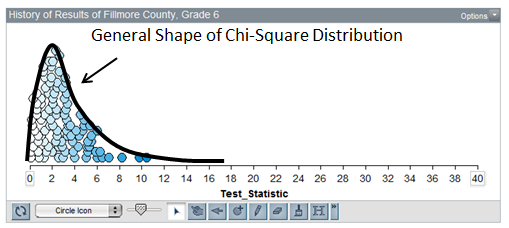 History of Results of Fillmore County, Grade 6
Options
General Shape of Chi-Square Distribution
0 2 4 6 8 10 12 14 16 18 20 22 24 26 28 30 32 34 36 38 40
Test_Statistic
Circle Icon